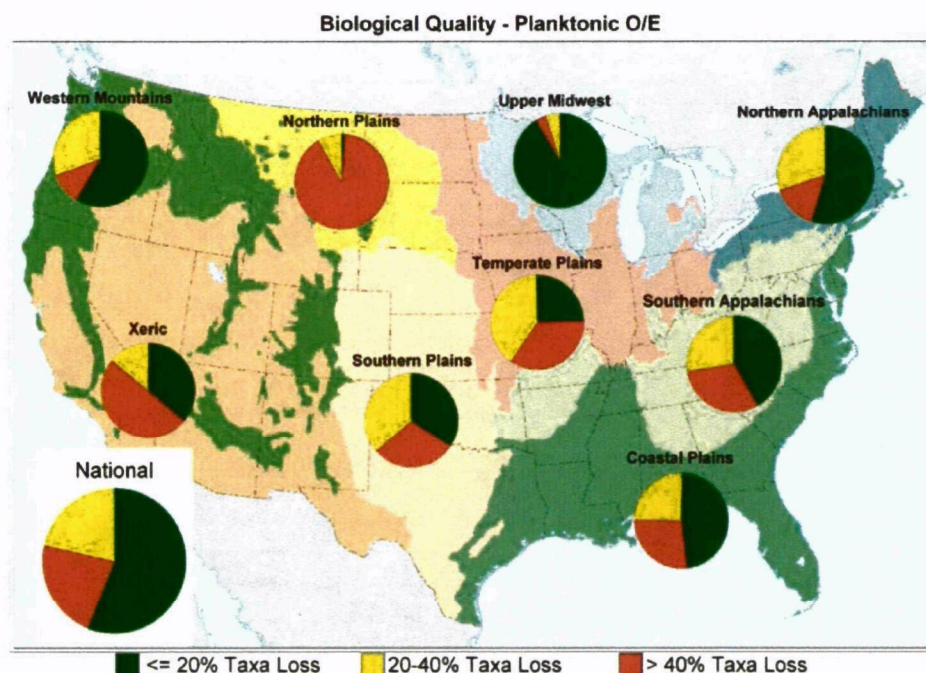 Biological Quality - Planktonic O/E
Western Mountains
Northern Plains
Upper Midwest
Northern Appalachians
Temperate Plains
Southern Appalachians
Xeric
Southern Plains
Coastal Plains
National
<= 20% Taxa Loss
20-40% Taxa Loss
> 40% Taxa Loss